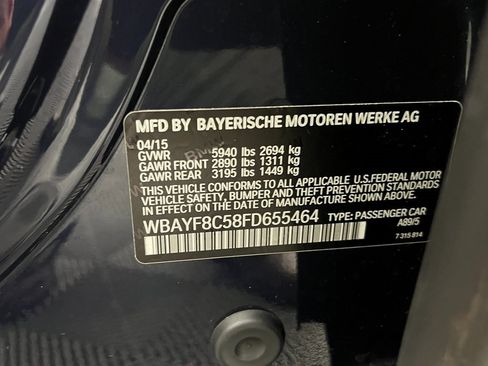 MFD BY BAYERISCHE MOTOREN WERKE AG
04/15
GVWR 5940 lbs 2694 kg
GAWR FRONT 2890 lbs 1311 kg
GAWR REAR 3195 lbs 1449 kg
THIS VEHICLE CONFORMS TO ALL APPLICABLE U.S.FEDERAL MOTOR
VEHICLE SAFETY, BUMPER AND THEFT PREVENTION STANDARDS
IN EFFECT ON THE DATE OF MANUFACTURE SHOWN ABOVE.
WBAYF8C58FD655464 TYPE: PASSENGER CAR
A89/5
7 315 814